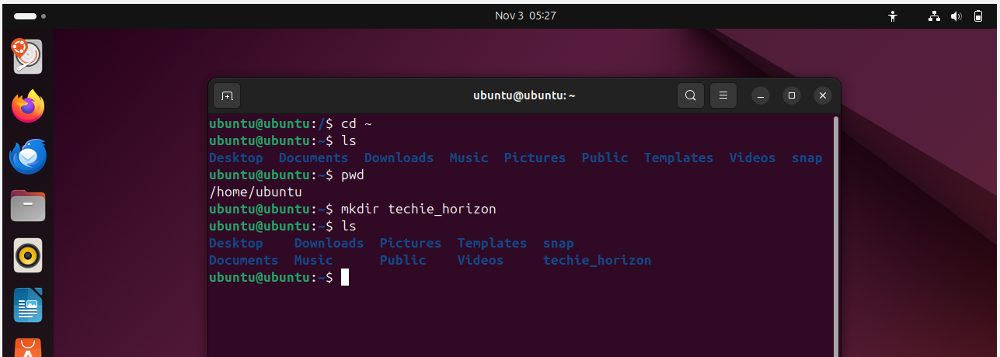 Nov 3 05:27
ubuntu@ubuntu: ~
ubuntu@ubuntu:/$ cd ~
ubuntu@ubuntu:~$ ls
Desktop Documents Downloads Music Pictures Public Templates Videos snap
ubuntu@ubuntu:~$ pwd
/home/ubuntu
ubuntu@ubuntu:~$ mkdir techie_horizon
ubuntu@ubuntu:~$ ls
Desktop Downloads Pictures Templates snap
Documents Music Public Videos techie_horizon
ubuntu@ubuntu:~$